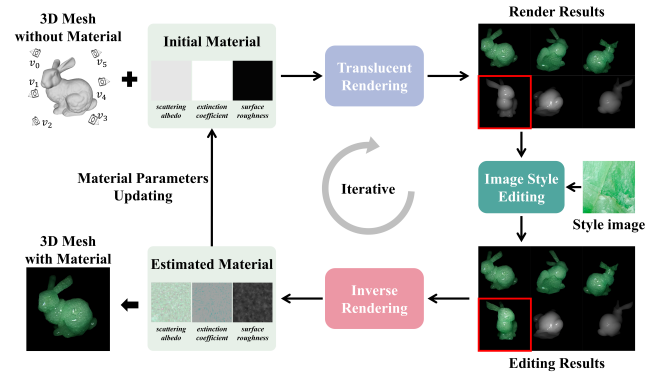 3D Mesh
without Material
v0
v5
v1
v4
v3
v2
Initial Material
scattering
albedo
extinction
coefficient
surface
roughness
Translucent
Rendering
Render Results
Material Parameters
Updating
Iterative
Image Style
Editing
Style image
3D Mesh
with Material
Estimated Material
scattering
albedo
extinction
coefficient
surface
roughness
Inverse
Rendering
Editing Results